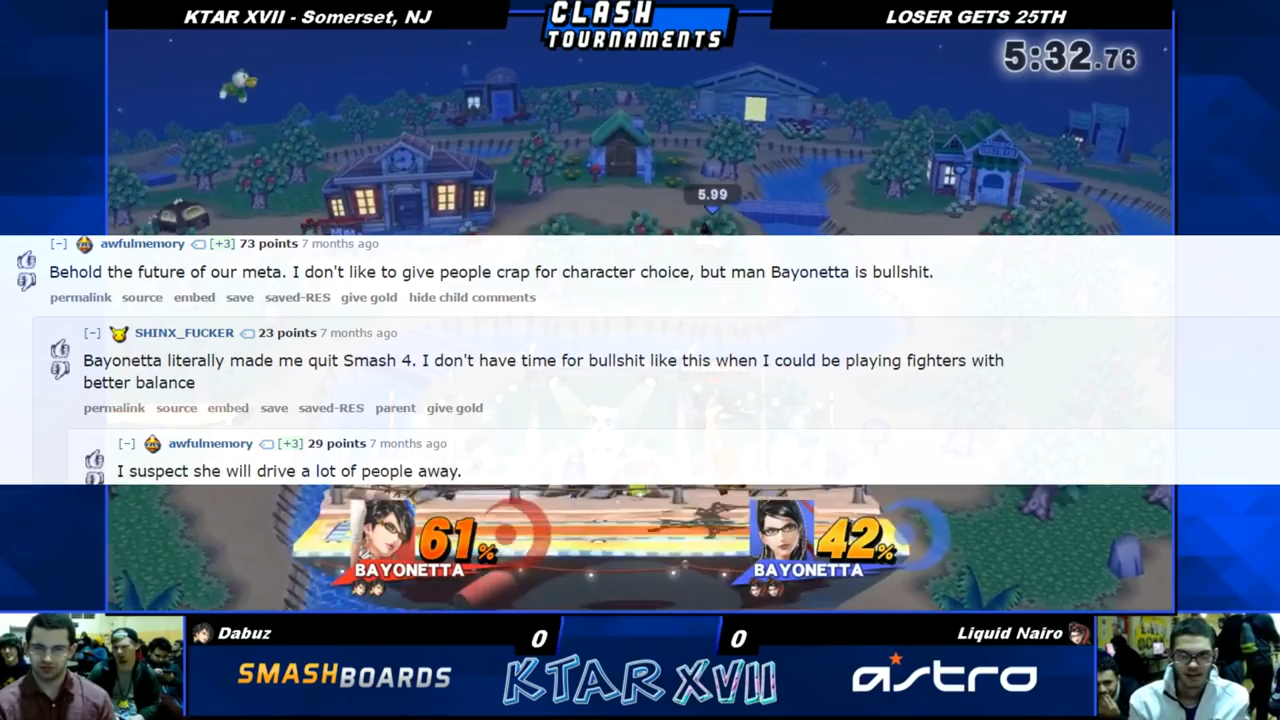 KTAR XVII - Somerset, NJ
CLASH
TOURNAMENTS
LOSER GETS 25TH
5:32.76
5.99
[-] awfulmemory [+3] 73 points 7 months ago
Behold the future of our meta. I don't like to give people crap for character choice, but man Bayonetta is bullshit.
permalink source embed save saved-RES give gold hide child comments
[-] SHINX_FUCKER 23 points 7 months ago
Bayonetta literally made me quit Smash 4. I don't have time for bullshit like this when I could be playing fighters with
better balance
permalink source embed save saved-RES parent give gold
[-] awfulmemory [+3] 29 points 7 months ago
I suspect she will drive a lot of people away.
61%
BAYONETTA
42%
BAYONETTA
Dabuz 0
0 Liquid Nairo
SMASHBOARDS
KTAR XVII
astro